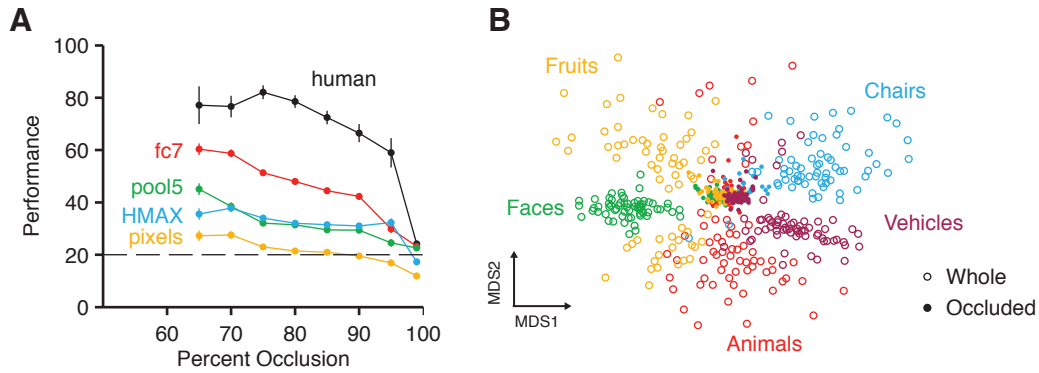 A
Performance
100
80
60
40
20
0
human
fc7
pool5
HMAX
pixels
60 70 80 90 100
Percent Occlusion
B
Fruits
Chairs
Faces
Vehicles
Animals
MDS2
MDS1
Whole
Occluded